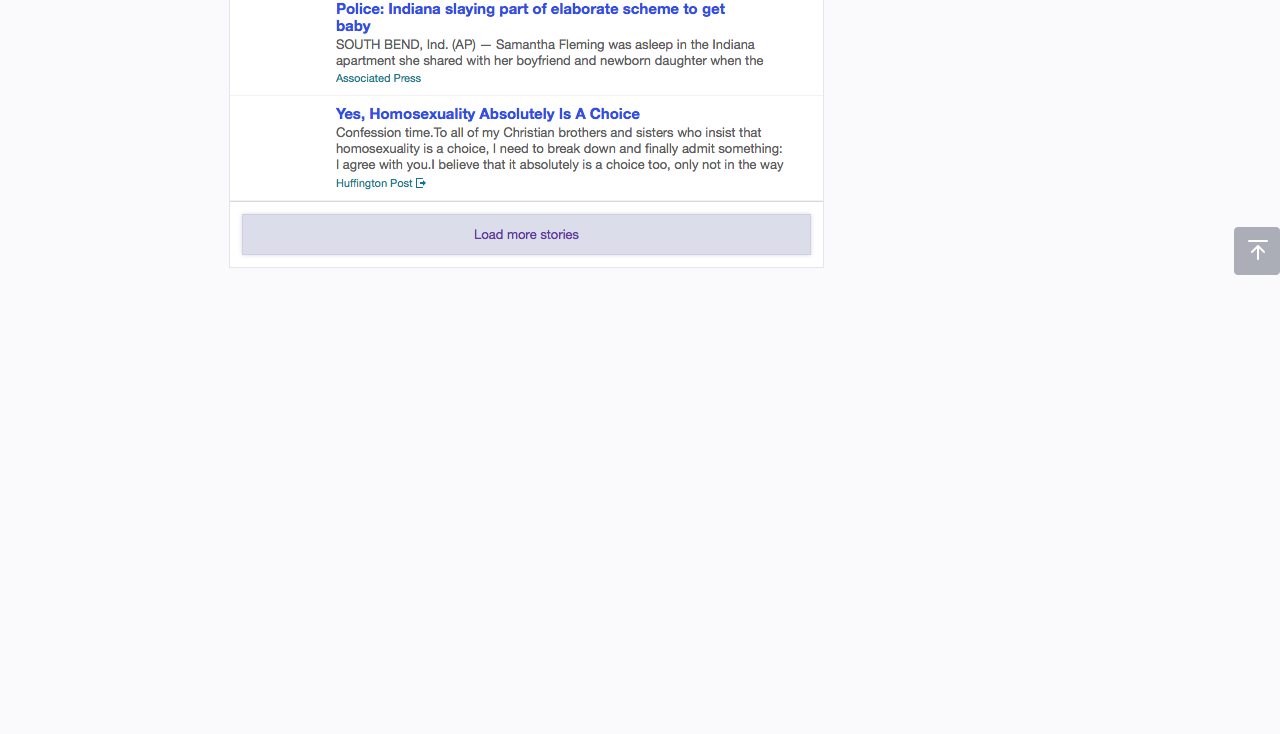 Police: Indiana slaying part of elaborate scheme to get
baby
SOUTH BEND, Ind. (AP) — Samantha Fleming was asleep in the Indiana
apartment she shared with her boyfriend and newborn daughter when the
Associated Press
Yes, Homosexuality Absolutely Is A Choice
Confession time.To all of my Christian brothers and sisters who insist that
homosexuality is a choice, I need to break down and finally admit something:
I agree with you.I believe that it absolutely is a choice too, only not in the way
Huffington Post
Load more stories